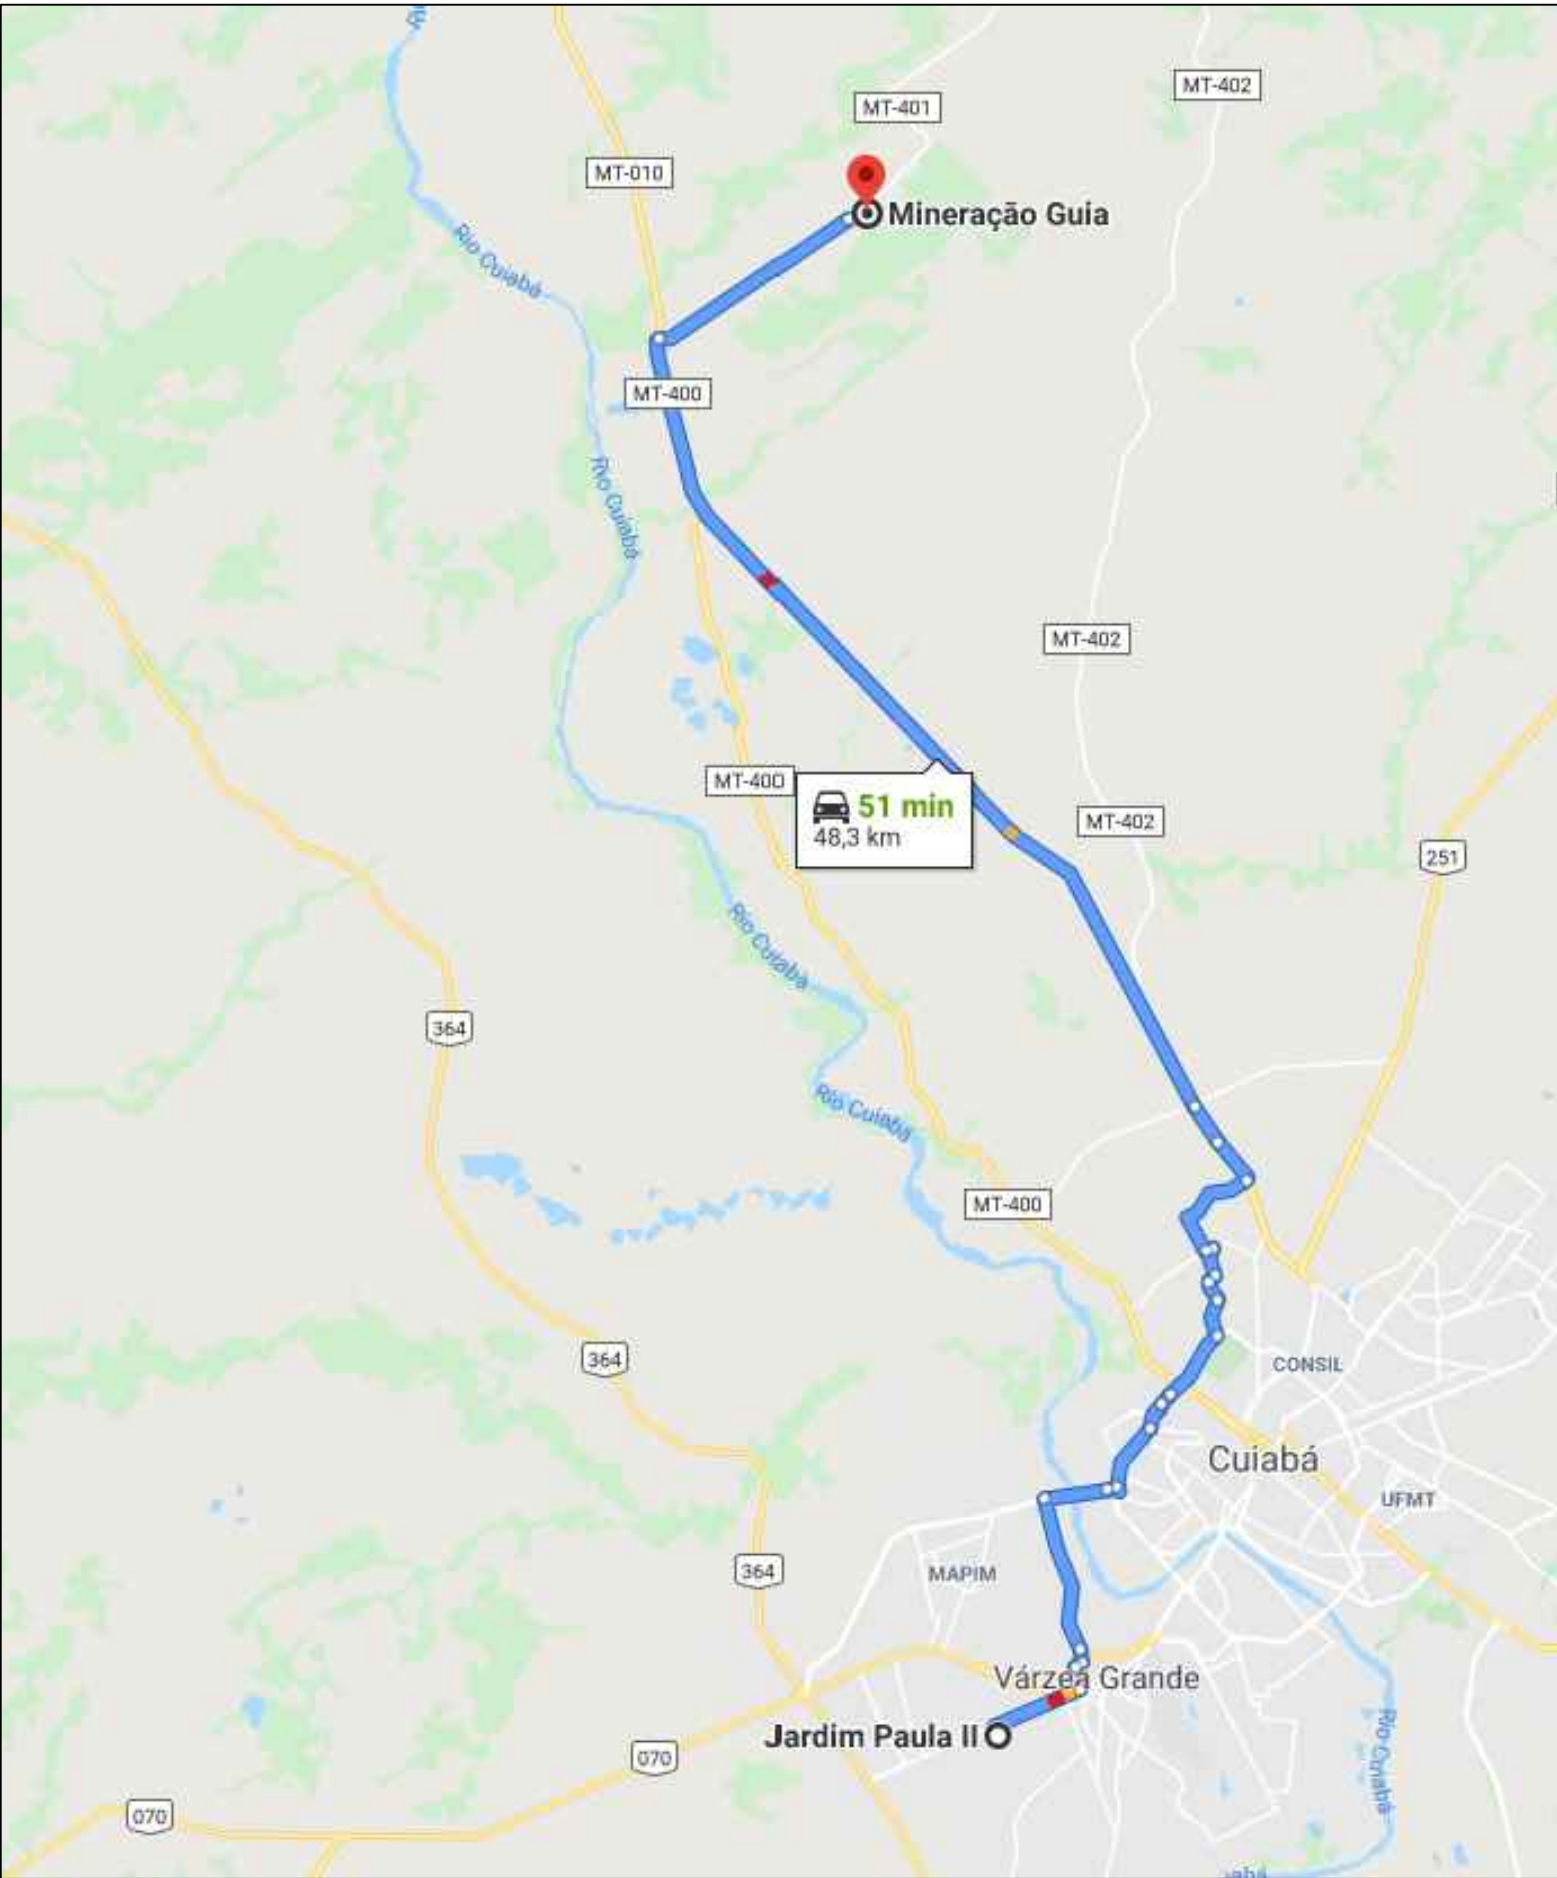 MT-402
MT-401
MT-010
Mineração Guia
Rio Cuiabá
MT-400
Rio Cuiabá
MT-402
MT-400
51 min
48,3 km
MT-402
251
Rio Cuiabá
364
Rio Cuiabá
MT-400
364
CONSIL
Cuiabá
UFMT
364
MAPIM
Várzea Grande
Jardim Paula II
070
Rio Cuiabá
070